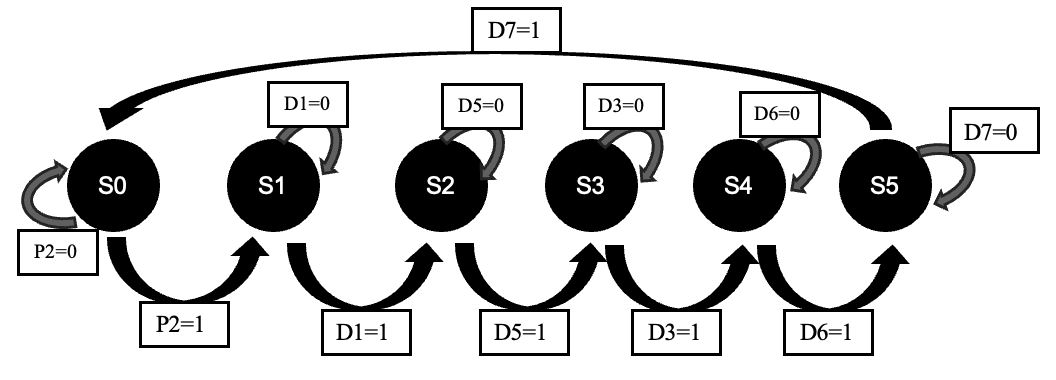 D7=1
D1=0
D5=0
D3=0
D6=0
D7=0
S0
S1
S2
S3
S4
S5
P2=0
P2=1
D1=1
D5=1
D3=1
D6=1